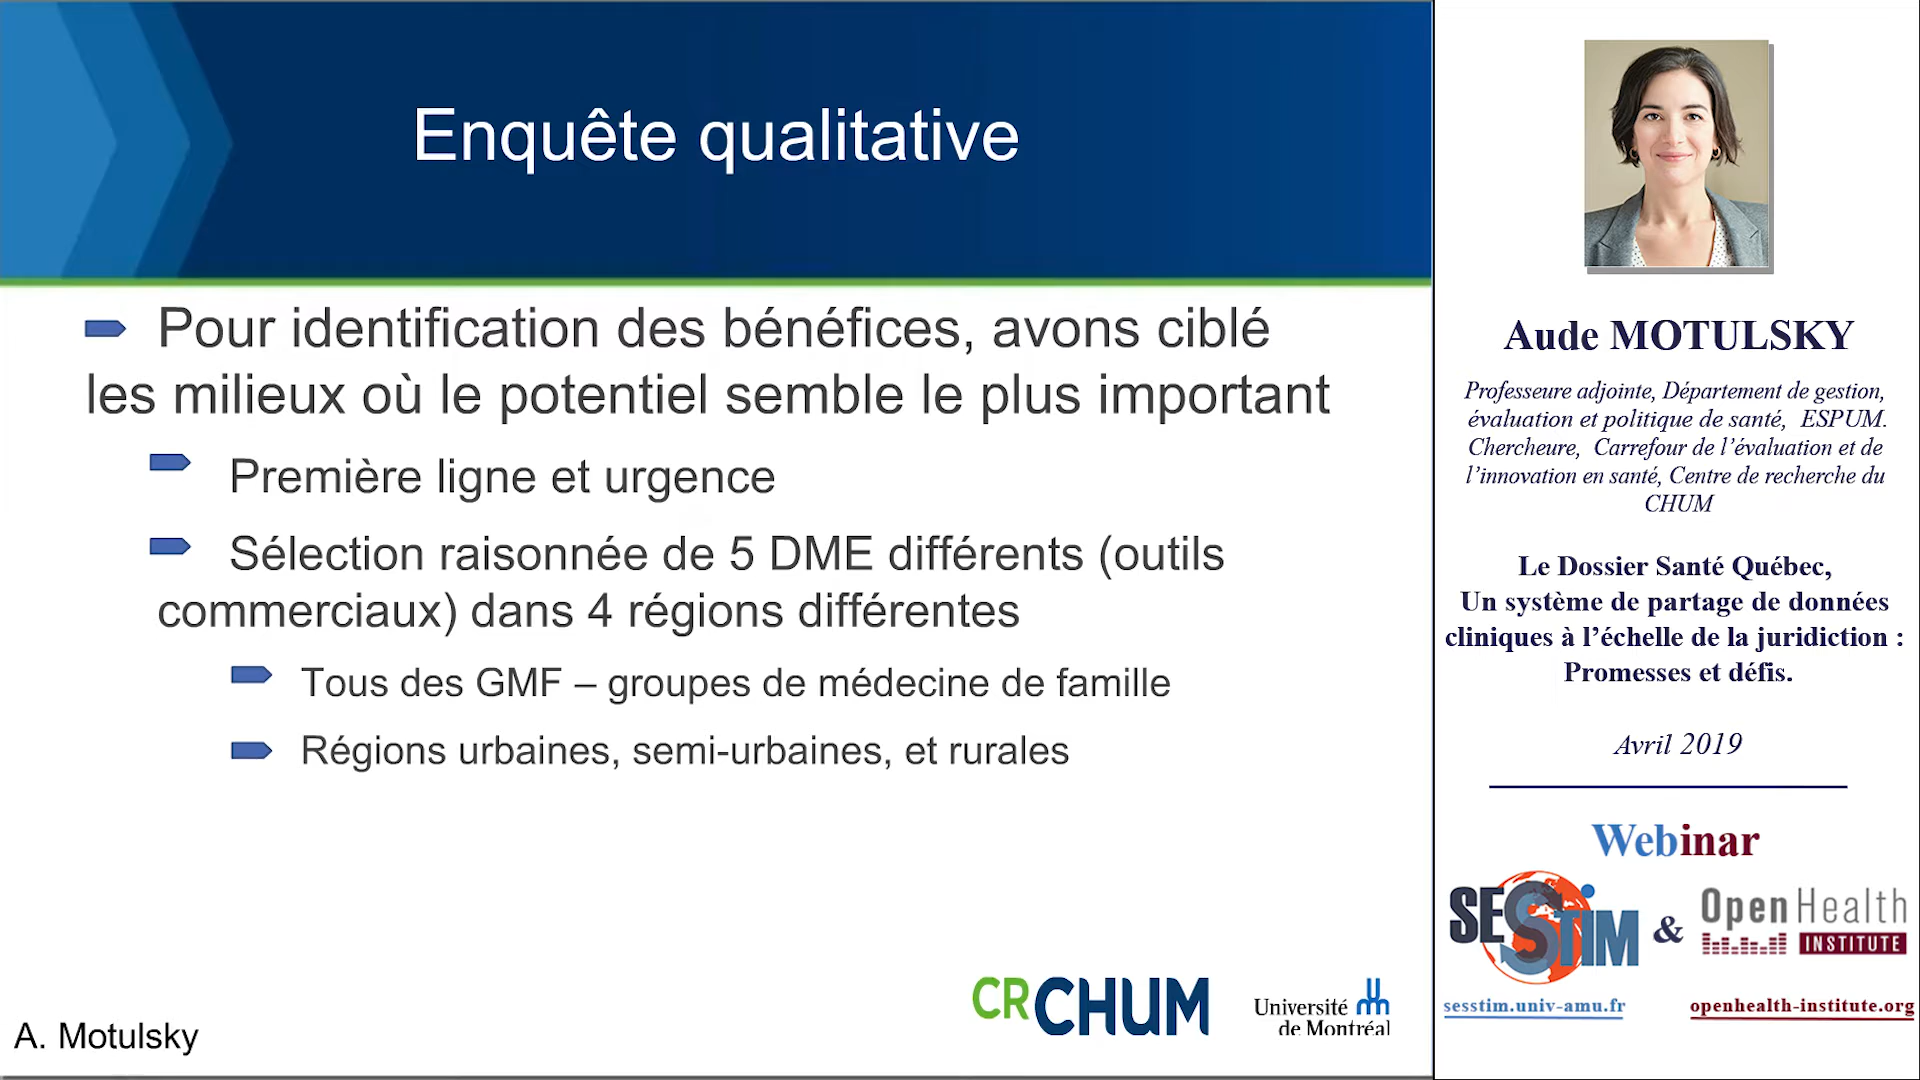 Enquête qualitative
Pour identification des bénéfices, avons ciblé
les milieux où le potentiel semble le plus important
Première ligne et urgence
Sélection raisonnée de 5 DME différents (outils
commerciaux) dans 4 régions différentes
Tous des GMF – groupes de médecine de famille
Régions urbaines, semi-urbaines, et rurales
A. Motulsky
CRCHUM
Université
de Montréal
Aude MOTULSKY
Professeure adjointe, Département de gestion,
évaluation et politique de santé, ESPUM.
Chercheure, Carrefour de l’évaluation et de
l’innovation en santé, Centre de recherche du
CHUM
Le Dossier Santé Québec,
Un système de partage de données
cliniques à l’échelle de la juridiction :
Promesses et défis.
Avril 2019
Webinar
SESSTIM & Open Health
INSTITUTE
sesstim.univ-amu.fr
openhealth-institute.org